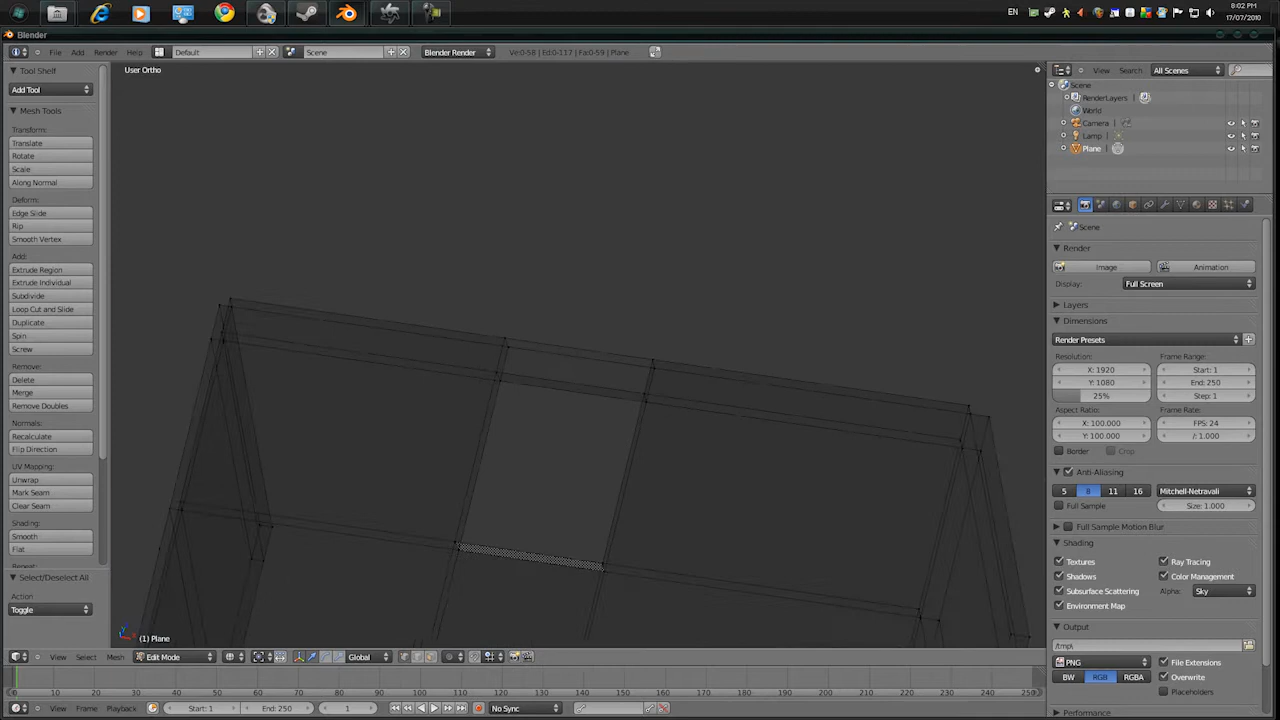 EN
8:02 PM
17/07/2010
Blender
File Add Render Help
Default
Scene
Blender Render
Ve:0-58 | Ed:0-117 | Fa:0-59 | Plane
View Search All Scenes
Tool Shelf
Add Tool
Mesh Tools
Transform:
Translate
Rotate
Scale
Along Normal
Deform:
Edge Slide
Rip
Smooth Vertex
Add:
Extrude Region
Extrude Individual
Subdivide
Loop Cut and Slide
Duplicate
Spin
Screw
Remove:
Delete
Merge
Remove Doubles
Normals:
Recalculate
Flip Direction
UV Mapping:
Unwrap
Mark Seam
Clear Seam
Shading:
Smooth
Flat
Repeat:
Select/Deselect All
Action
Toggle
User Ortho
(1) Plane
View Select Mesh Edit Mode Global
0 10 20 30 40 50 60 70 80 90 100 110 120 130 140 150 160 170 180 190 200 210 220 230 240 250
View Frame Playback Start: 1 End: 250 1 No Sync
Scene
RenderLayers |
World
Camera |
Lamp |
Plane |
Scene
Render
Image Animation
Display: Full Screen
Layers
Dimensions
Render Presets
Resolution: Frame Range:
X: 1920 Start: 1
Y: 1080 End: 250
25% Step: 1
Aspect Ratio: Frame Rate:
X: 100.000 FPS: 24
Y: 100.000 /: 1.000
Border Crop
Anti-Aliasing
5 8 11 16 Mitchell-Netravali
Full Sample Size: 1.000
Full Sample Motion Blur
Shading
Textures Ray Tracing
Shadows Color Management
Subsurface Scattering Alpha: Sky
Environment Map
Output
/tmp\
PNG File Extensions
BW RGB RGBA Overwrite
Placeholders
Performance